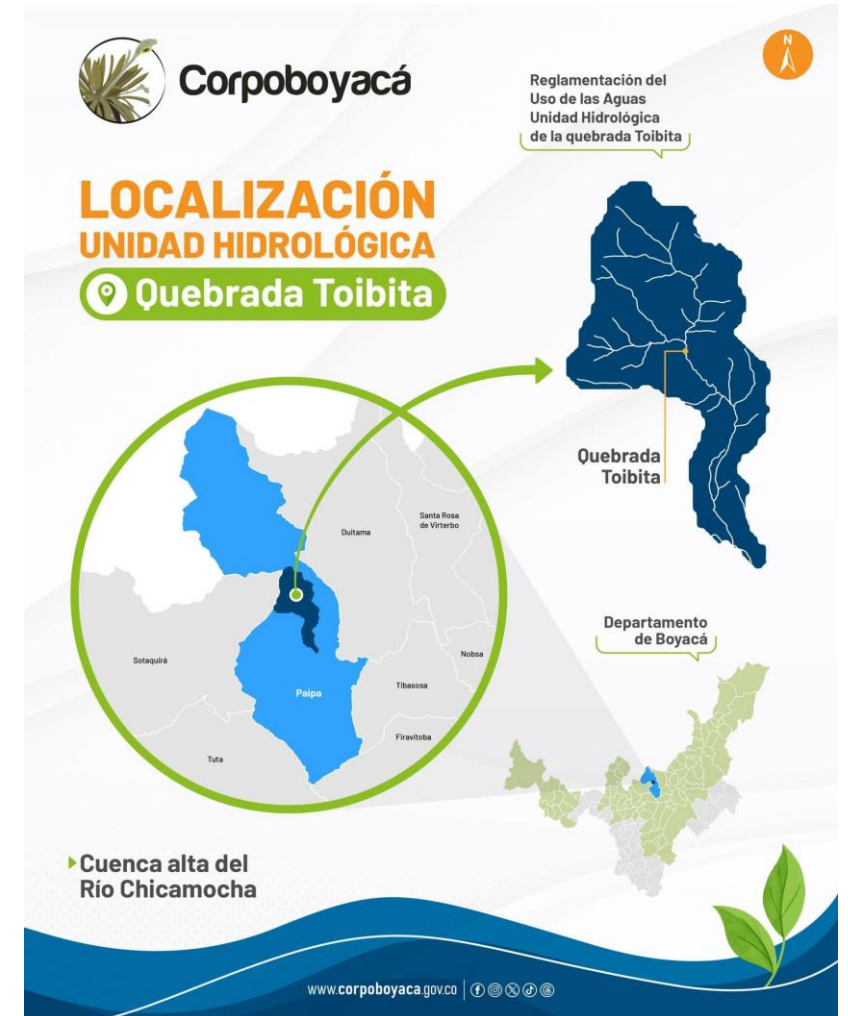 Corpoboyacá
N
Reglamentación del
Uso de las Aguas
Unidad Hidrológica
de la quebrada Toibita
LOCALIZACIÓN
UNIDAD HIDROLÓGICA
Quebrada Toibita
Quebrada
Toibita
Santa Rosa
de Virterbo
Duitama
Sotaquirá
Nobsa
Paipa
Tibasosa
Firavitoba
Tuta
Departamento
de Boyacá
Cuenca alta del
Río Chicamocha
www.corpoboyaca.gov.co